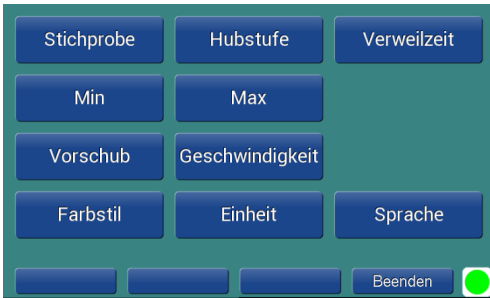 Stichprobe Hubstufe Verweilzeit
Min Max
Vorschub Geschwindigkeit
Farbstil Einheit Sprache
Beenden